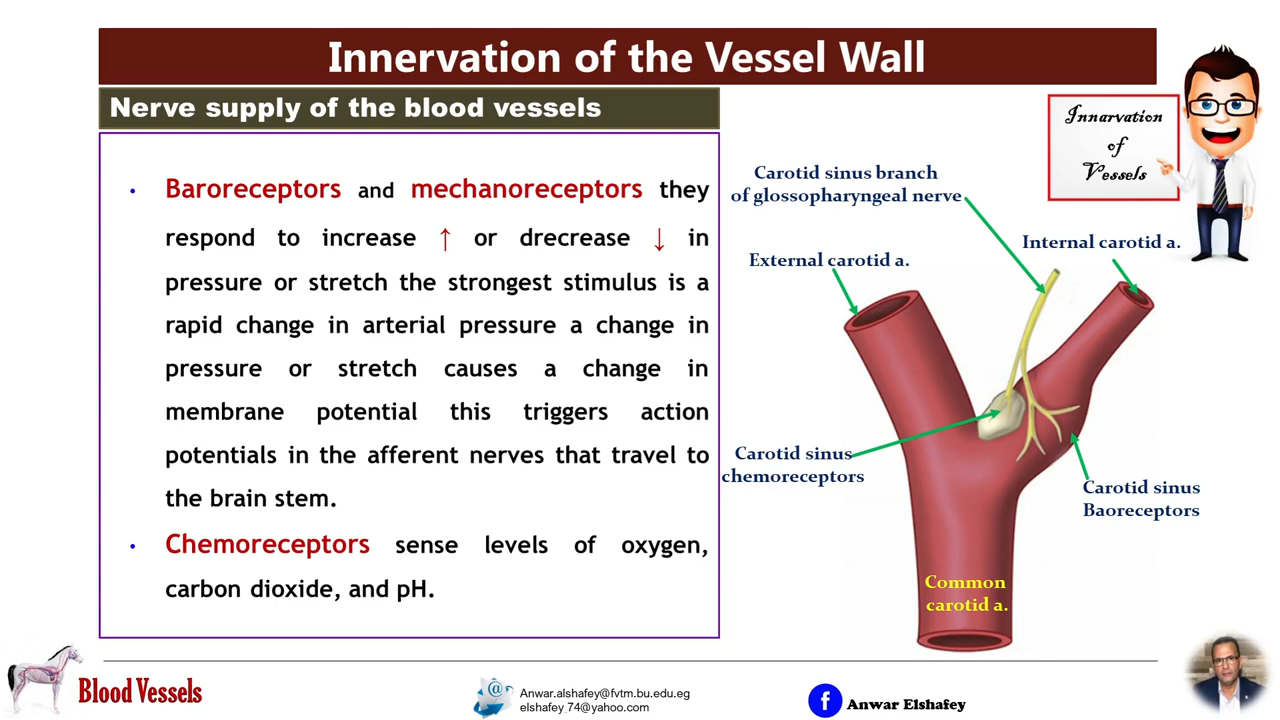 Innervation of the Vessel Wall
Nerve supply of the blood vessels
• Baroreceptors and mechanoreceptors they
respond to increase ↑ or drecrease ↓ in
pressure or stretch the strongest stimulus is a
rapid change in arterial pressure a change in
pressure or stretch causes a change in
membrane potential this triggers action
potentials in the afferent nerves that travel to
the brain stem.
• Chemoreceptors sense levels of oxygen,
carbon dioxide, and pH.
Innarvation
of
Vessels
Carotid sinus branch
of glossopharyngeal nerve
Internal carotid a.
External carotid a.
Carotid sinus
chemoreceptors
Carotid sinus
Baoreceptors
Common
carotid a.
Blood Vessels
@
Anwar.alshafey@fvtm.bu.edu.eg
elshafey_74@yahoo.com
f
Anwar Elshafey